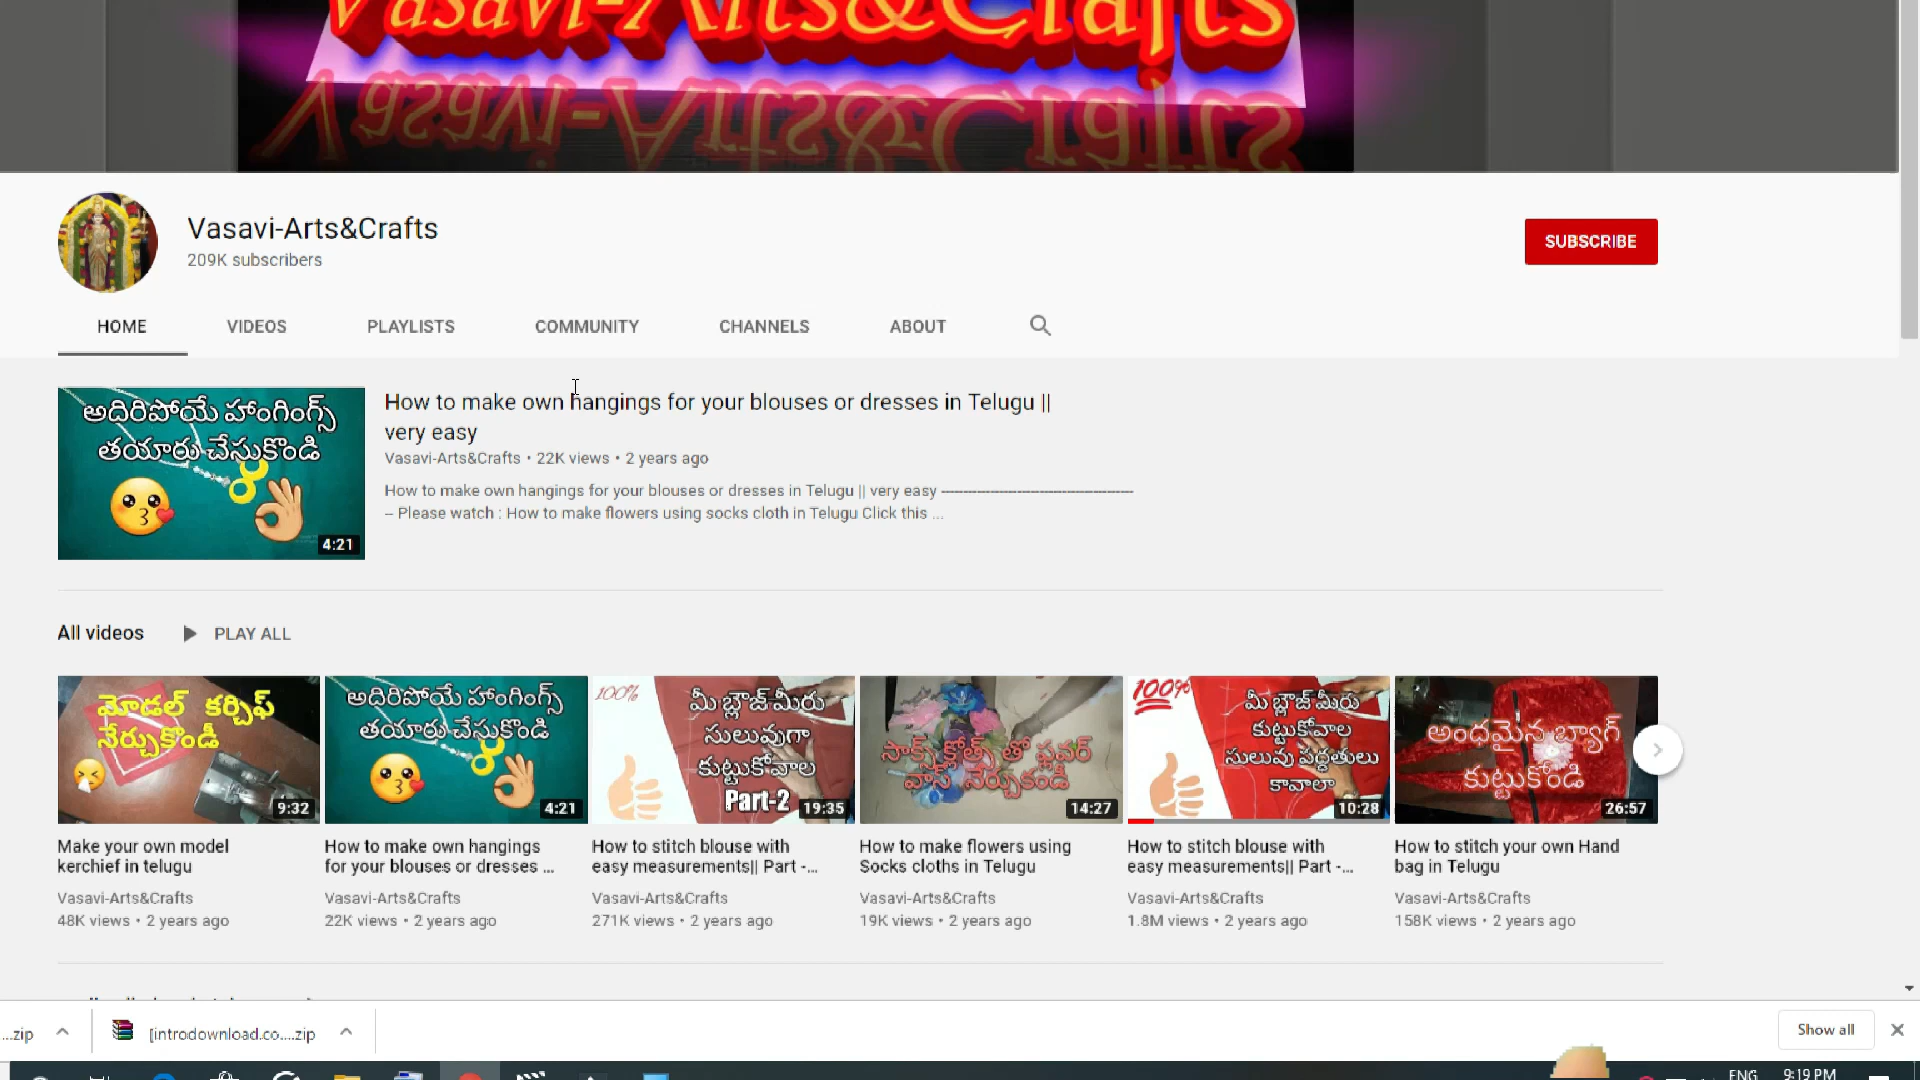 Vasavi-Arts&Crafts
Vasavi-Arts&Crafts
209K subscribers
SUBSCRIBE
HOME
VIDEOS
PLAYLISTS
COMMUNITY
CHANNELS
ABOUT
అదిరిపోయే హాంగింగ్స్
తయారు చేసుకొండి
4:21
How to make own hangings for your blouses or dresses in Telugu ||
very easy
Vasavi-Arts&Crafts • 22K views • 2 years ago
How to make own hangings for your blouses or dresses in Telugu || very easy ----------------------------------------
-- Please watch : How to make flowers using socks cloth in Telugu Click this ...
All videos
PLAY ALL
మోడల్ కర్చిఫ్
నేర్చుకొండి
9:32
అదిరిపోయే హాంగింగ్స్
తయారు చేసుకొండి
4:21
100%
మీ బ్లౌజ్ మీరు
సులువుగా
కుట్టుకోవాల
Part-2
19:35
నేర్చుకండి
14:27
100%
మీ బ్లౌజ్ మీరు
కుట్టుకోవాల
సులువు పద్ధతులు
కావాలా
10:28
అందమైన బ్యాగ్
కుట్టుకోండి
26:57
Make your own model
kerchief in telugu
Vasavi-Arts&Crafts
48K views • 2 years ago
How to make own hangings
for your blouses or dresses ...
Vasavi-Arts&Crafts
22K views • 2 years ago
How to stitch blouse with
easy measurements|| Part -...
Vasavi-Arts&Crafts
271K views • 2 years ago
How to make flowers using
Socks cloths in Telugu
Vasavi-Arts&Crafts
19K views • 2 years ago
How to stitch blouse with
easy measurements|| Part -...
Vasavi-Arts&Crafts
1.8M views • 2 years ago
How to stitch your own Hand
bag in Telugu
Vasavi-Arts&Crafts
158K views • 2 years ago
...zip
[introdownload.co....zip
Show all
ENG
9:19 PM